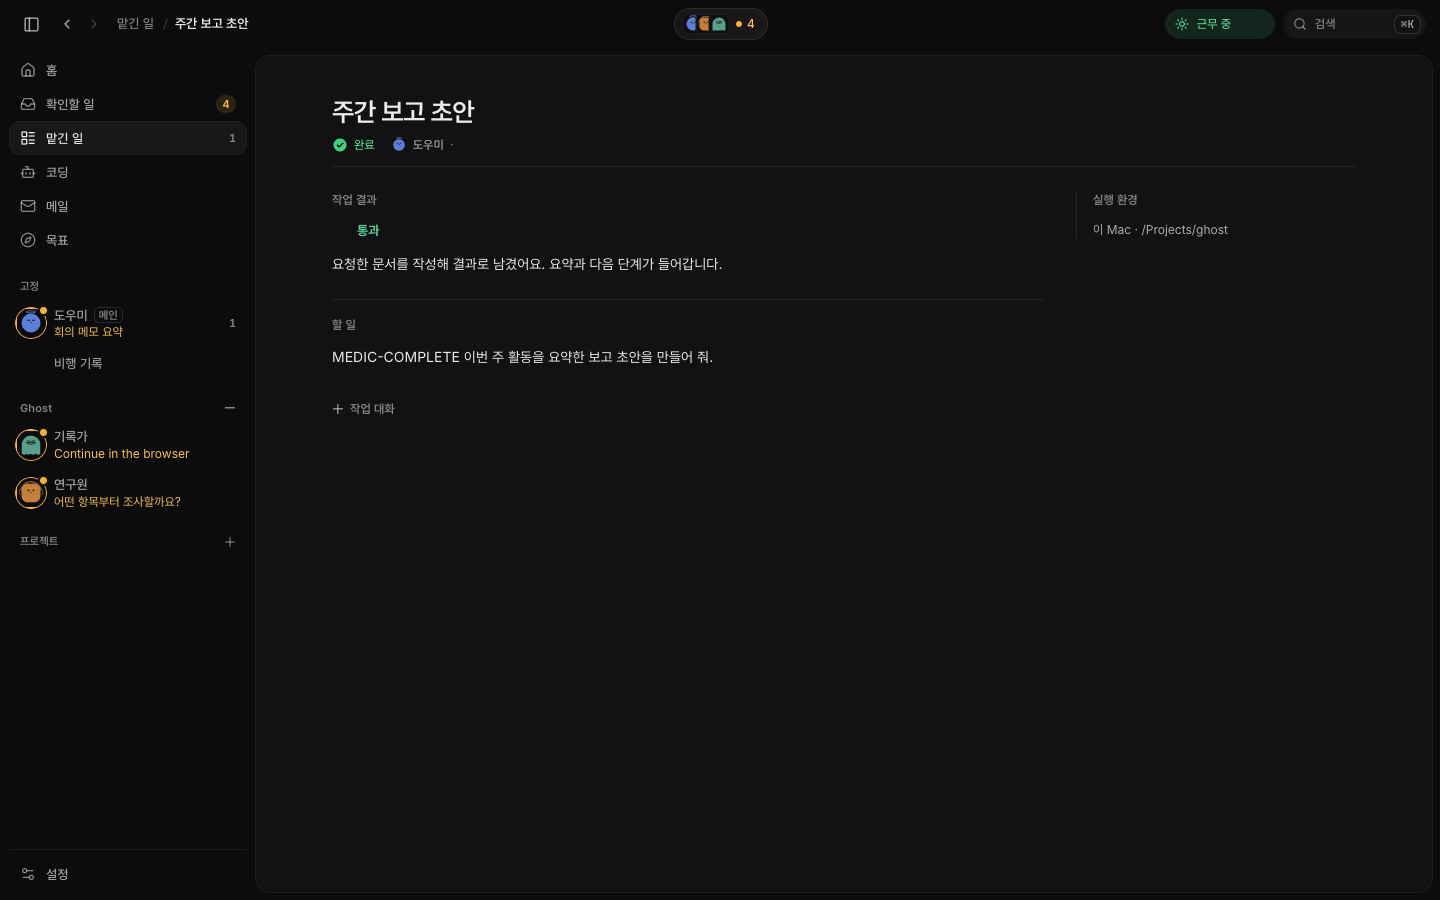 맡긴 일 / 주간 보고 초안
4
근무 중
검색
⌘K
홈
확인할 일
4
맡긴 일
1
코딩
메일
목표
고정
도우미 메인
회의 메모 요약
1
비행 기록
Ghost
기록가
Continue in the browser
연구원
어떤 항목부터 조사할까요?
프로젝트
설정
주간 보고 초안
완료 도우미 ·
작업 결과
통과
요청한 문서를 작성해 결과로 남겼어요. 요약과 다음 단계가 들어갑니다.
할 일
MEDIC-COMPLETE 이번 주 활동을 요약한 보고 초안을 만들어 줘.
작업 대화
실행 환경
이 Mac · /Projects/ghost